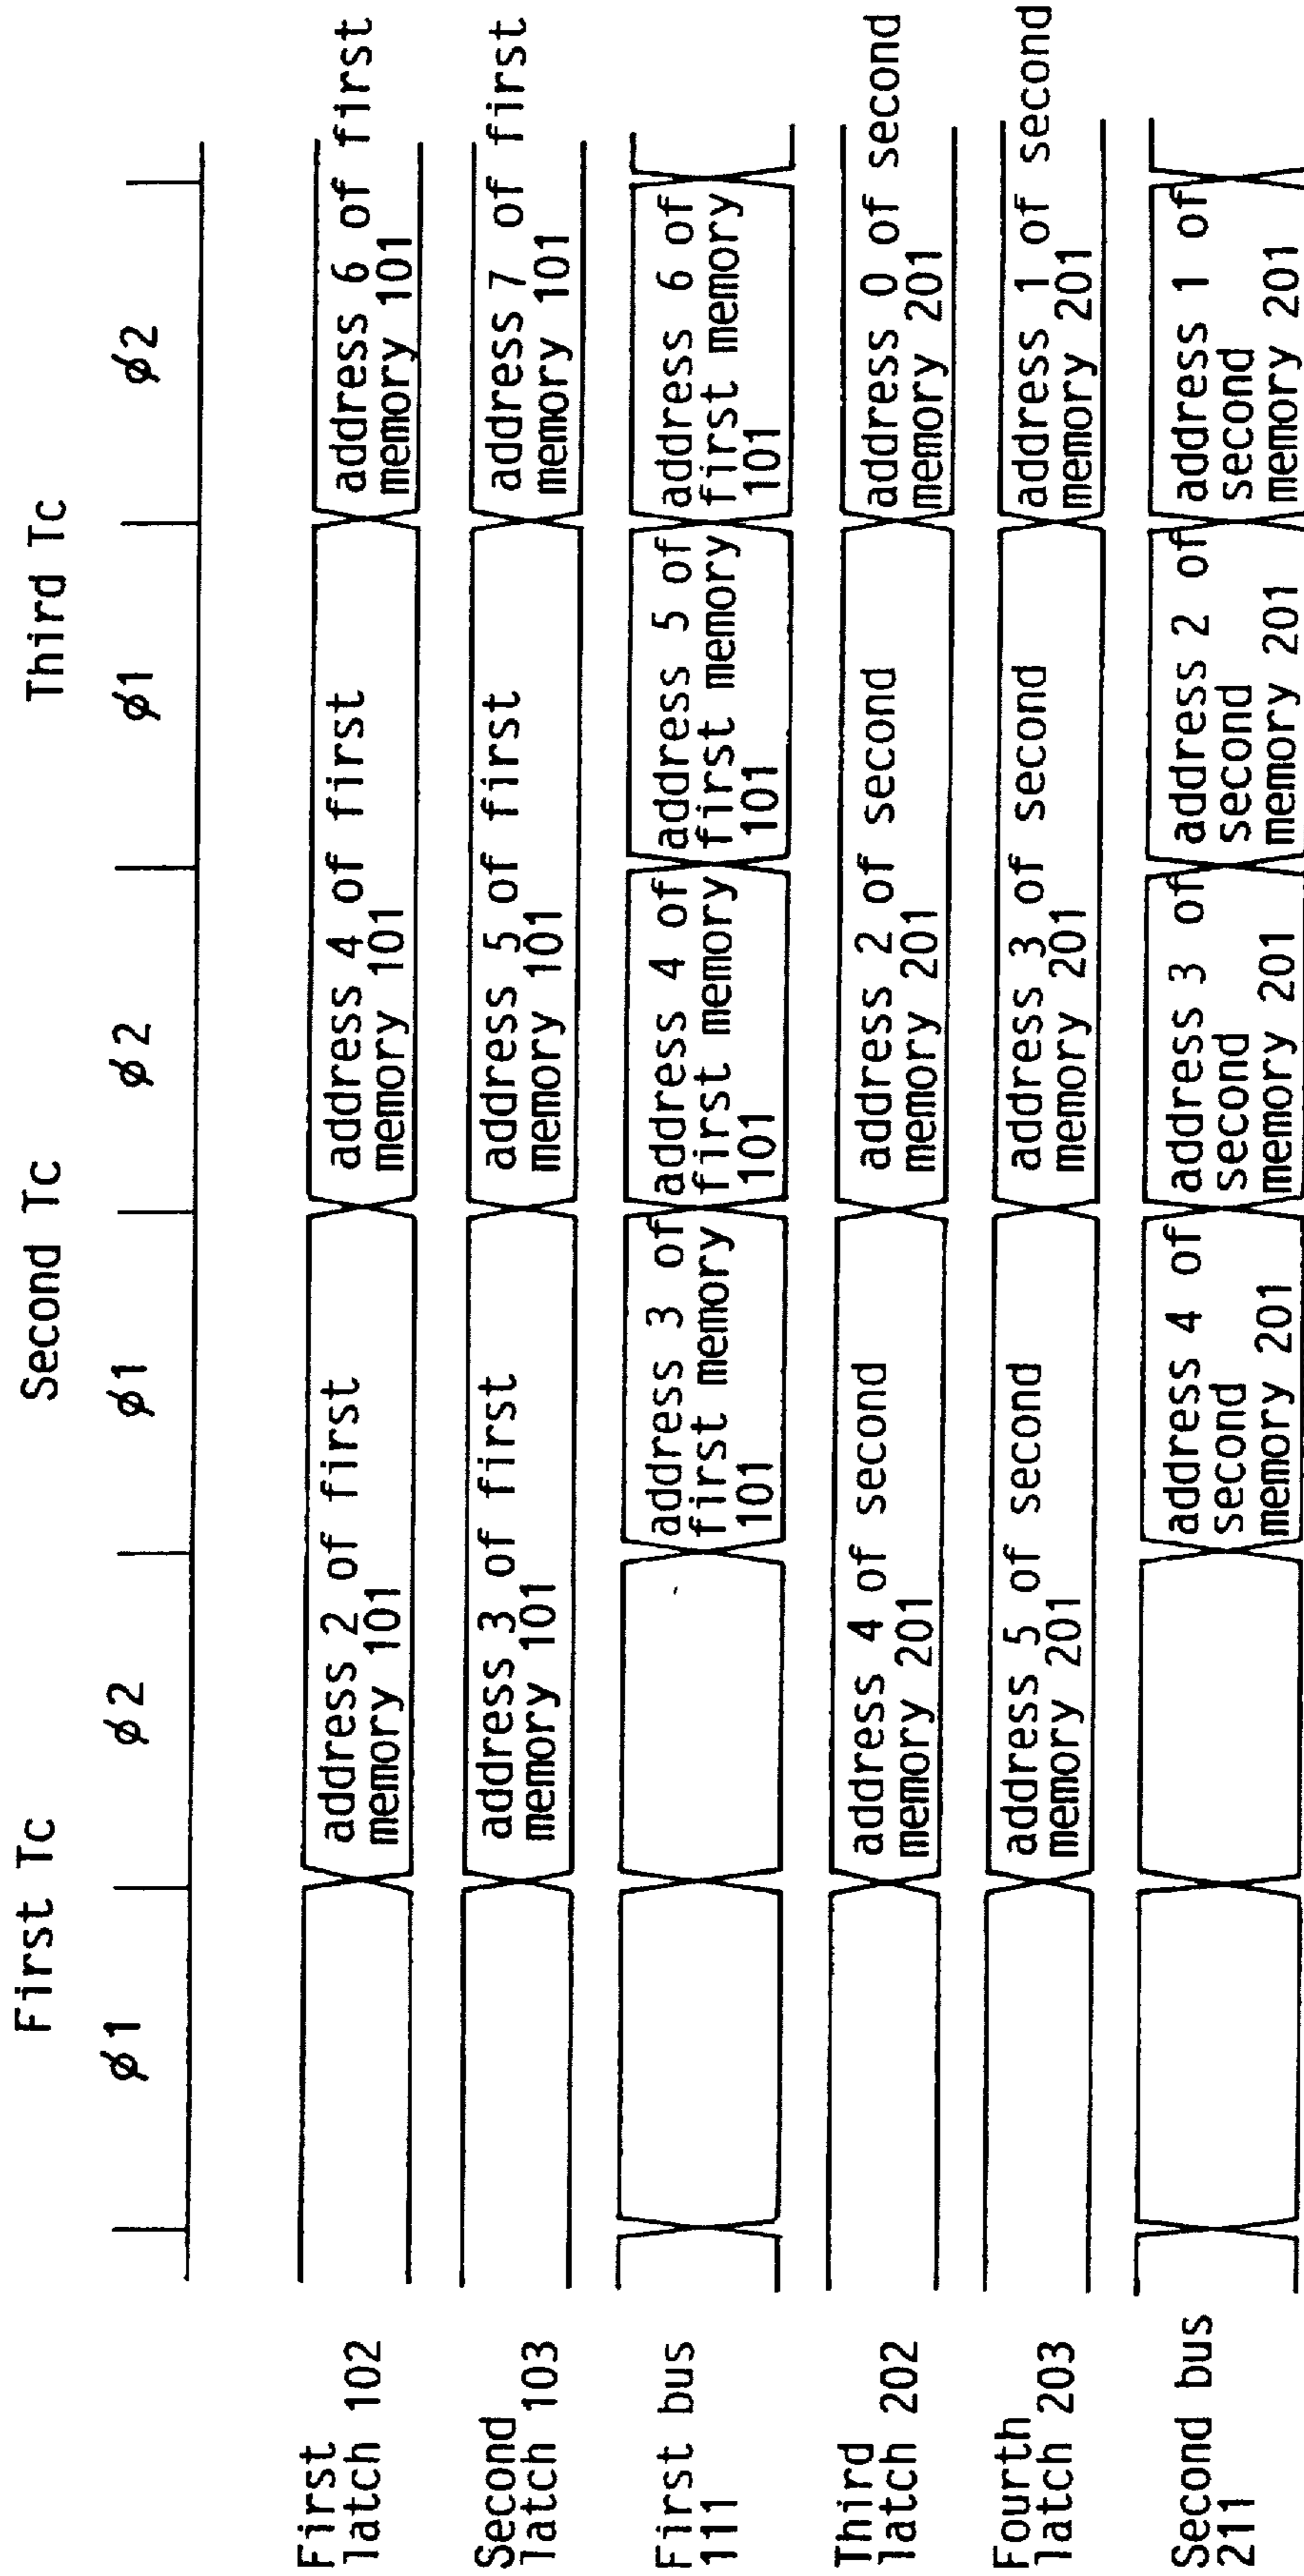 First Tc
Second Tc
Third Tc
ø1
ø2
ø1
ø2
ø1
ø2
First
latch 102
address 2 of first
memory 101
address 4 of first
memory 101
address 6 of first
memory 101
Second
latch 103
address 3 of first
memory 101
address 5 of first
memory 101
address 7 of first
memory 101
First bus
111
address 3 of
first memory
101
address 4 of
first memory
101
address 5 of
first memory
101
address 6 of
first memory
101
Third
latch 202
address 4 of second
memory 201
address 2 of second
memory 201
address 0 of second
memory 201
Fourth
latch 203
address 5 of second
memory 201
address 3 of second
memory 201
address 1 of second
memory 201
Second bus
211
address 4 of
second
memory 201
address 3 of
second
memory 201
address 2 of
second
memory 201
address 1 of
second
memory 201